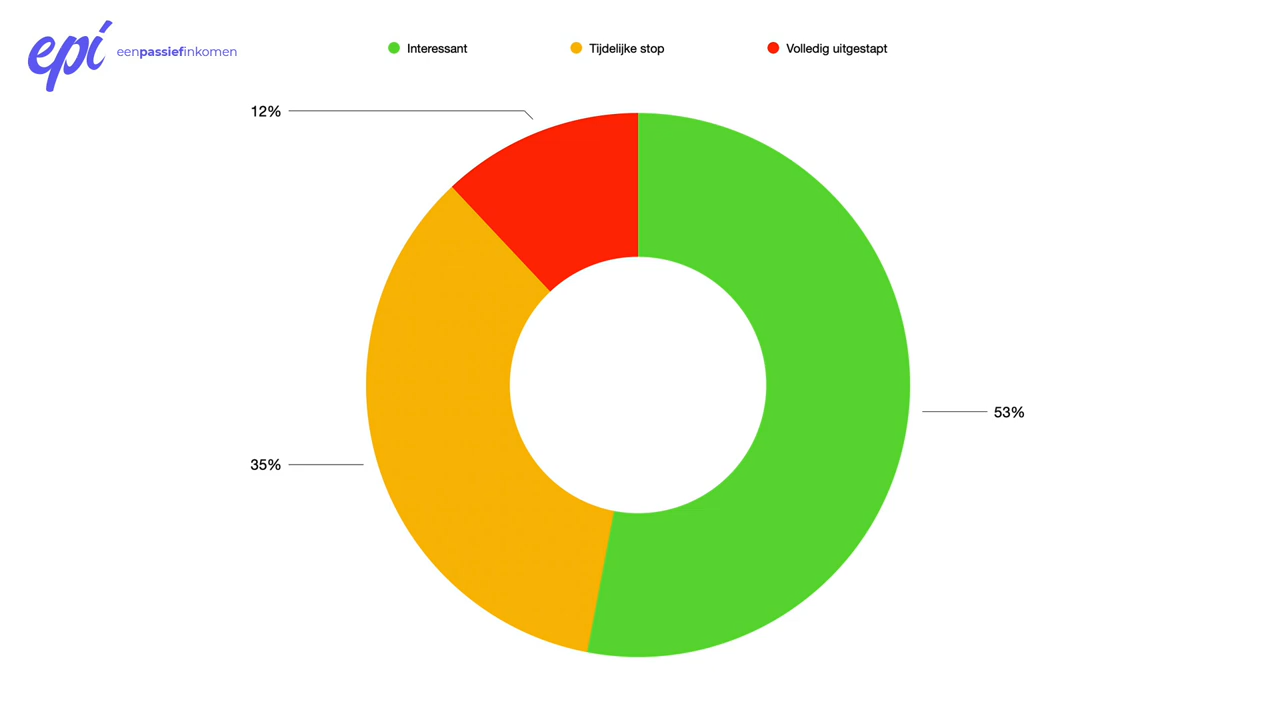 epi eenpassiefinkomen
Interessant Tijdelijke stop Volledig uitgestapt
12%
53%
35%